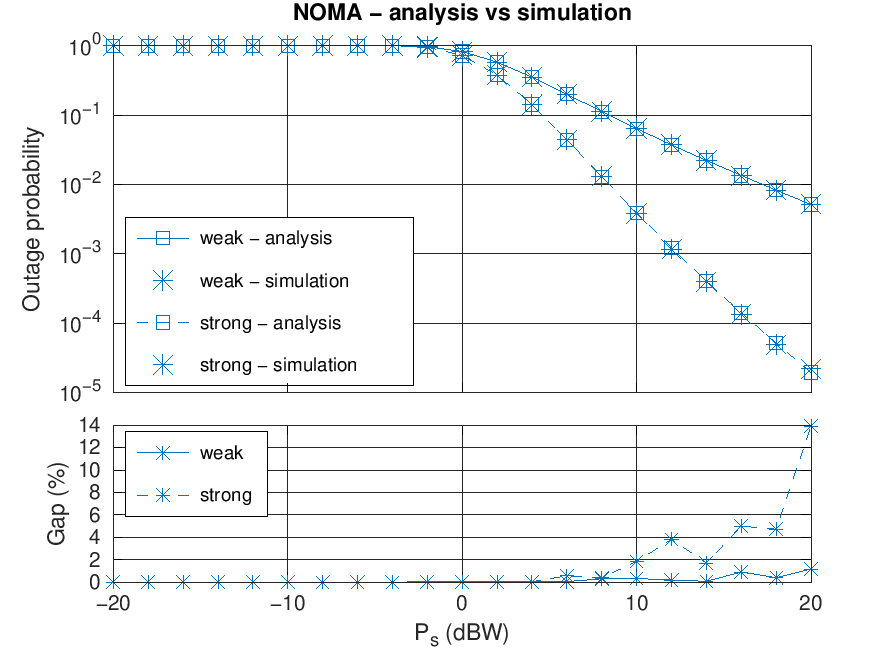 NOMA − analysis vs simulation
10^0
10^−1
10^−2
10^−3
10^−4
10^−5
Outage probability
weak − analysis
weak − simulation
strong − analysis
strong − simulation
14
12
10
8
6
4
2
0
Gap (%)
weak
strong
−20 −10 0 10 20
P_s (dBW)